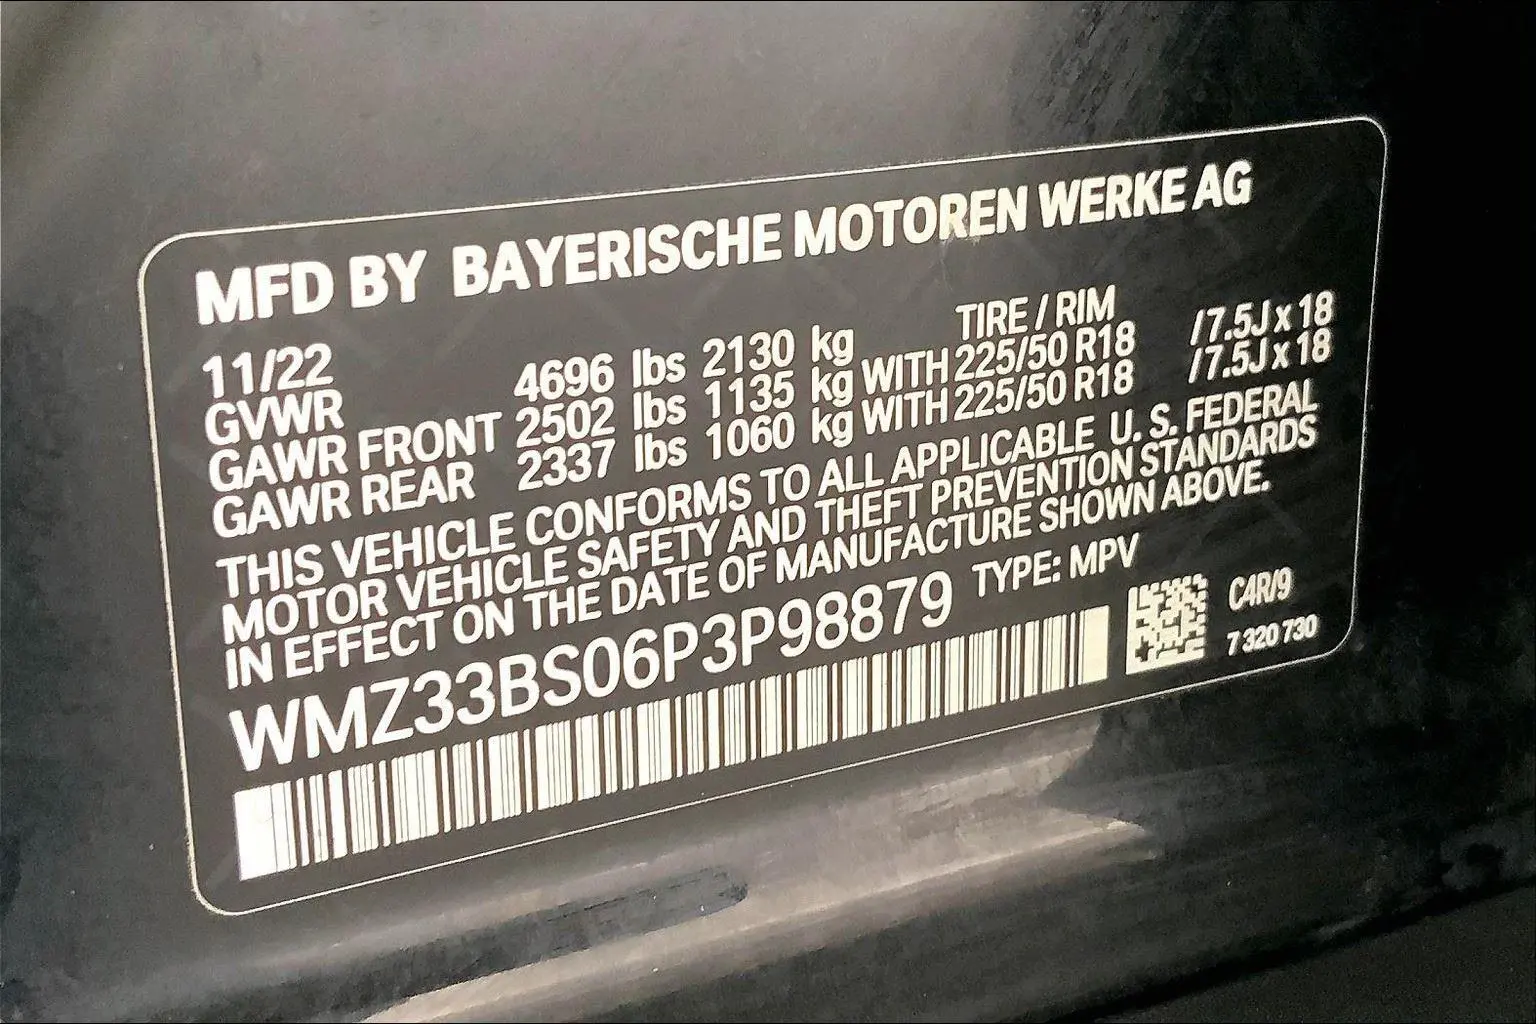 MFD BY BAYERISCHE MOTOREN WERKE AG
11/22 TIRE / RIM
GVWR 4696 lbs 2130 kg
GAWR FRONT 2502 lbs 1135 kg WITH 225/50 R18 /7.5J x 18
GAWR REAR 2337 lbs 1060 kg WITH 225/50 R18 /7.5J x 18
THIS VEHICLE CONFORMS TO ALL APPLICABLE U. S. FEDERAL
MOTOR VEHICLE SAFETY AND THEFT PREVENTION STANDARDS
IN EFFECT ON THE DATE OF MANUFACTURE SHOWN ABOVE.
WMZ33BS06P3P98879 TYPE: MPV
C4R/9
7 320 730